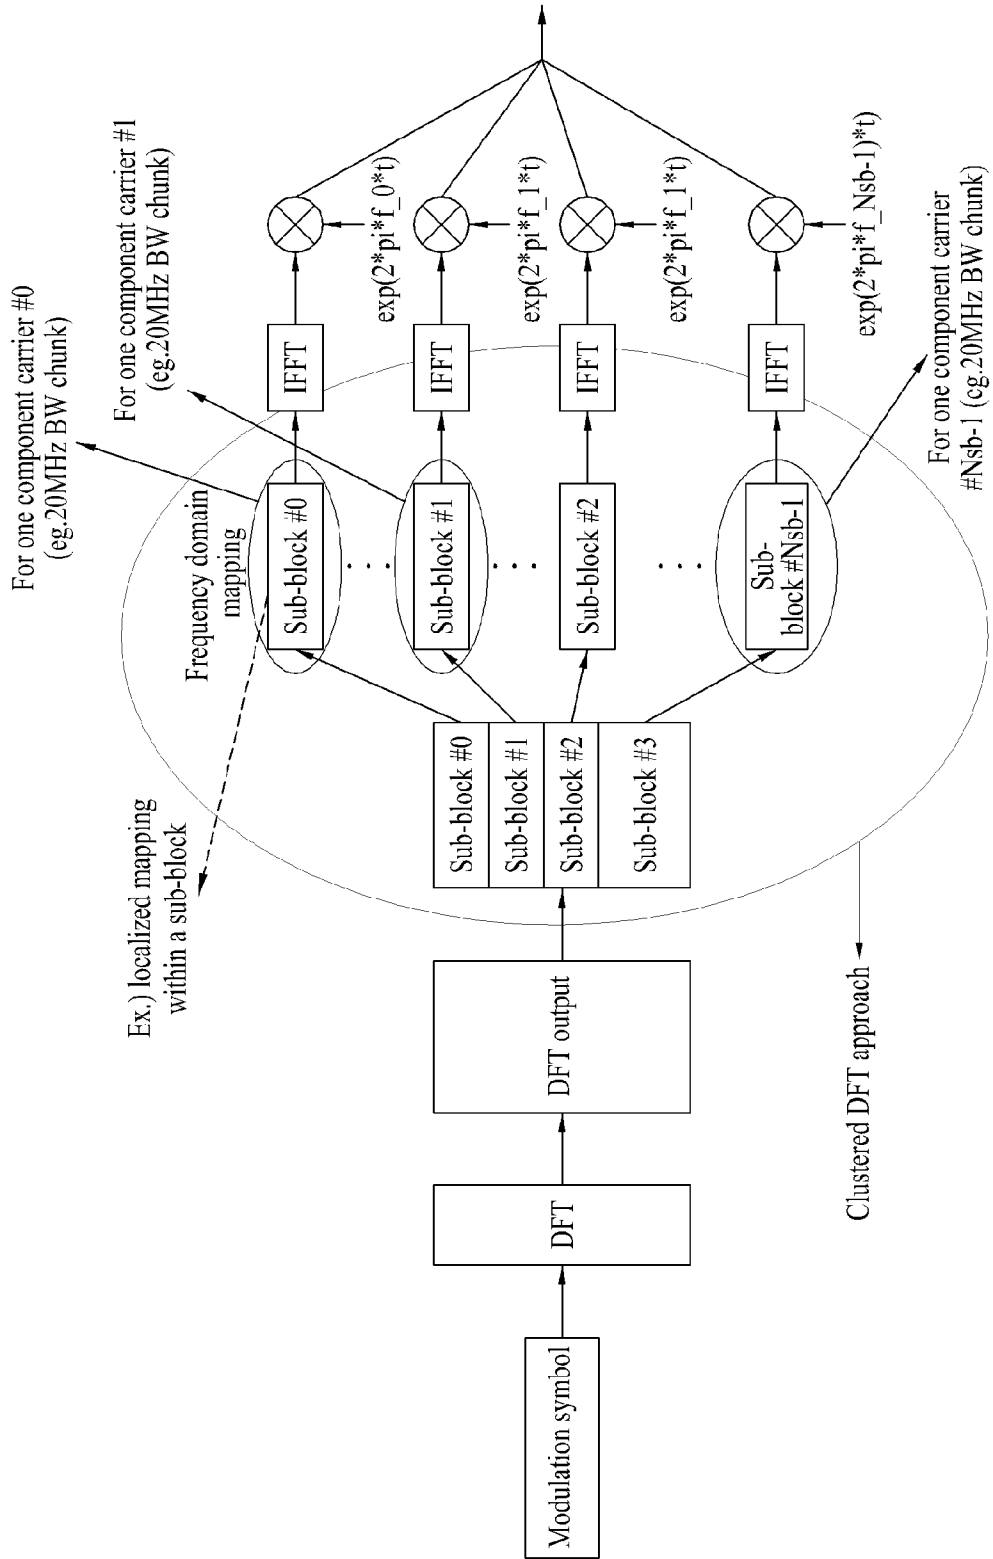 For one component carrier #0
(eg.20MHz BW chunk)
For one component carrier #1
(eg.20MHz BW chunk)
Ex.) localized mapping
within a sub-block
Frequency domain
mapping
Modulation symbol
DFT
DFT output
Sub-block #0
Sub-block #1
Sub-block #2
Sub-block #3
Sub-block #0
IFFT
exp(2*pi*f_0*t)
Sub-block #1
IFFT
exp(2*pi*f_1*t)
Sub-block #2
IFFT
exp(2*pi*f_1*t)
Sub-
block #Nsb-1
IFFT
exp(2*pi*f_Nsb-1)*t)
Clustered DFT approach
For one component carrier
#Nsb-1 (cg.20MHz BW chunk)